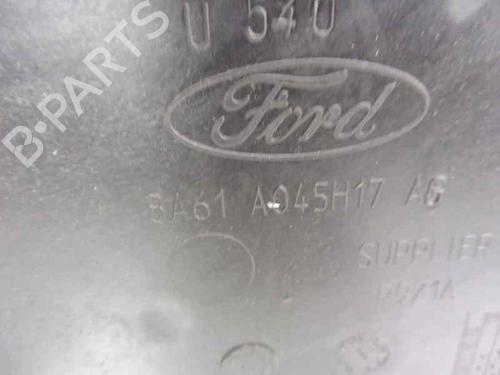 U 540
Ford
8A61 A045H17 AG
SUPPLIER
B-PARTS